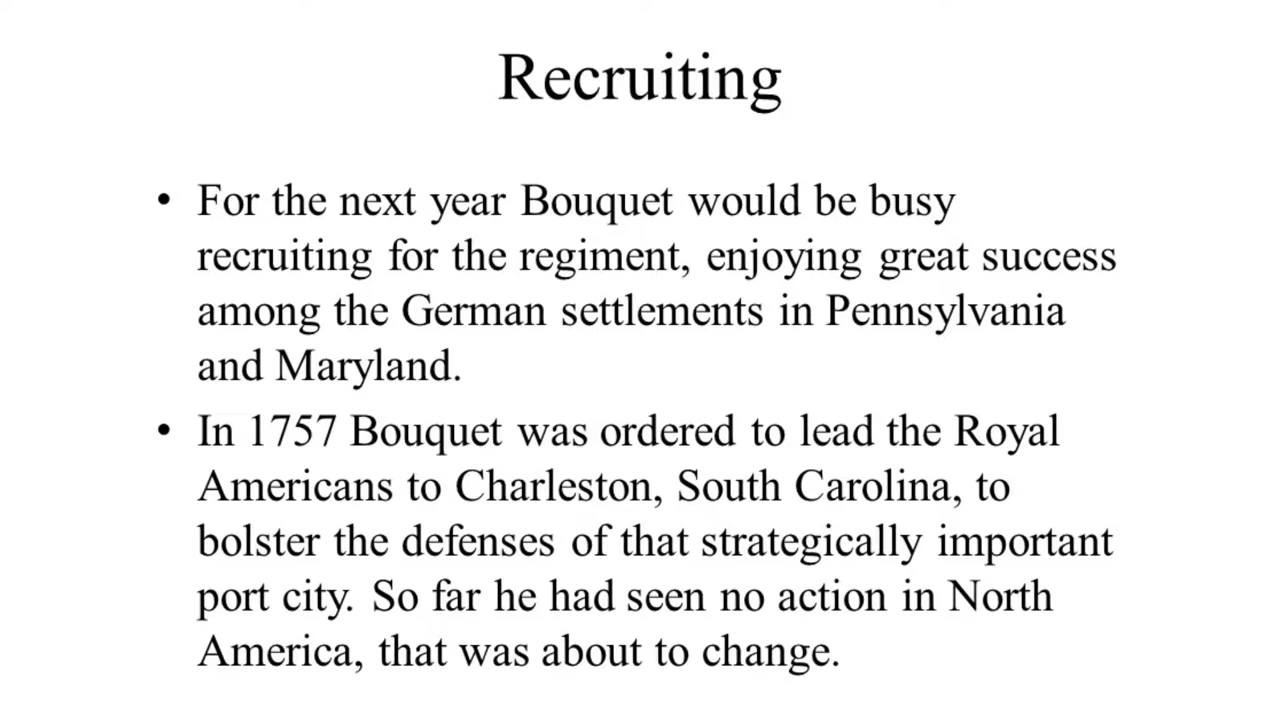 Recruiting
• For the next year Bouquet would be busy
recruiting for the regiment, enjoying great success
among the German settlements in Pennsylvania
and Maryland.
• In 1757 Bouquet was ordered to lead the Royal
Americans to Charleston, South Carolina, to
bolster the defenses of that strategically important
port city. So far he had seen no action in North
America, that was about to change.